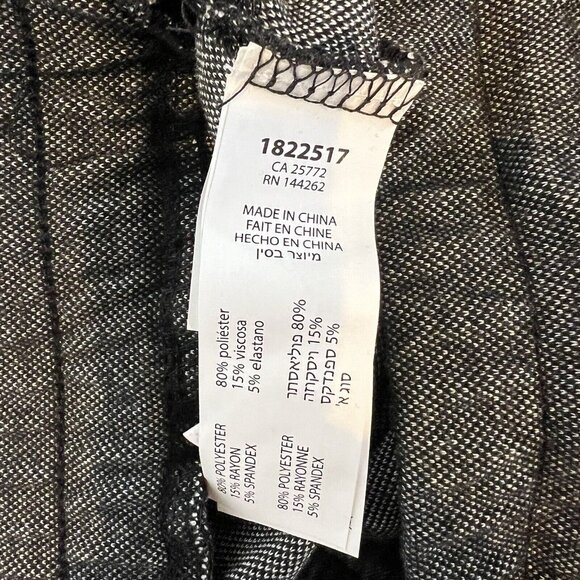 1822517
CA 25772
RN 144262
MADE IN CHINA
FAIT EN CHINE
HECHO EN CHINA
מיוצר בסין
80% poliéster
15% viscosa
5% elastano
80% פוליאסתר
15% ויסקחה
5% ספנדקס
סוג א'
80% POLYESTER
15% RAYON
5% SPANDEX
80% POLYESTER
15% RAYONNE
5% SPANDEX